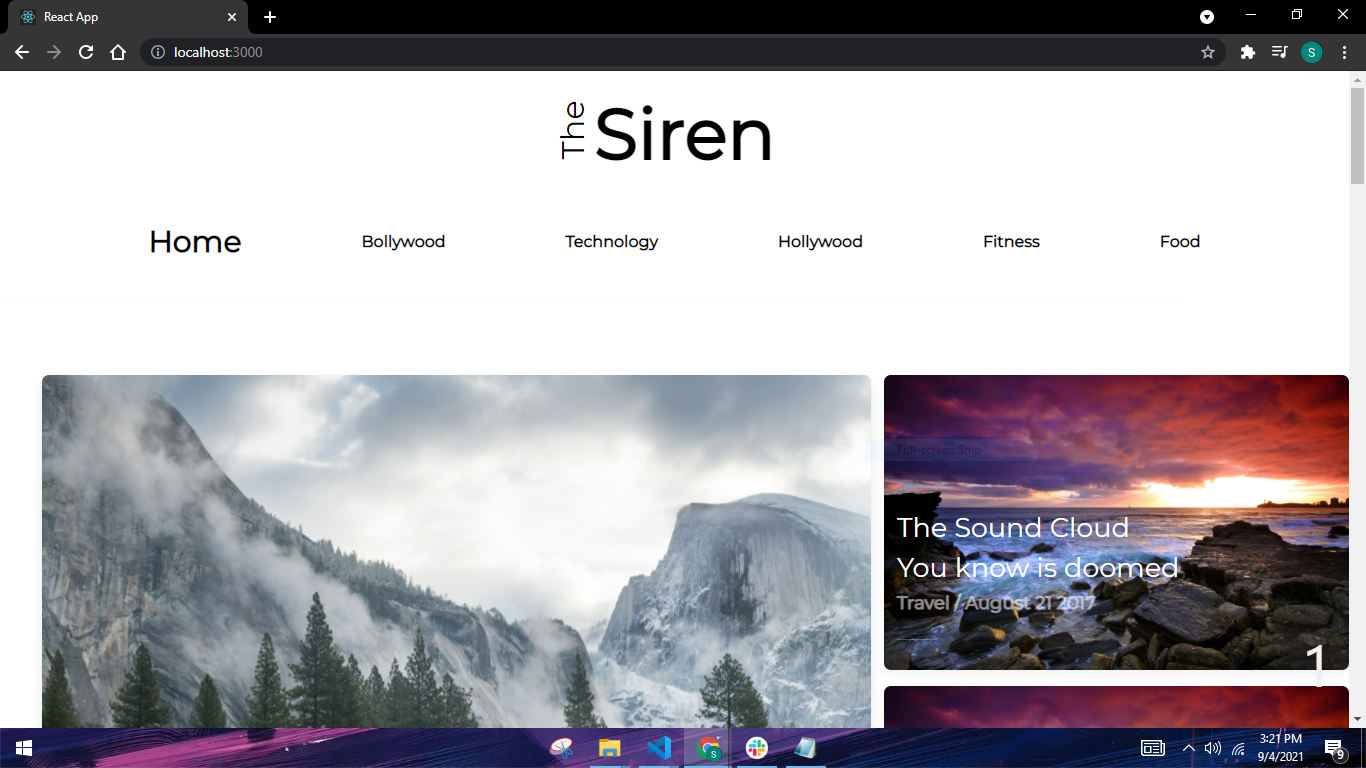 React App
localhost:3000
The Siren
Home Bollywood Technology Hollywood Fitness Food
Full-screen Snip
The Sound Cloud
You know is doomed
Travel / August 21 2017
1
3:21 PM
9/4/2021
S
S
9